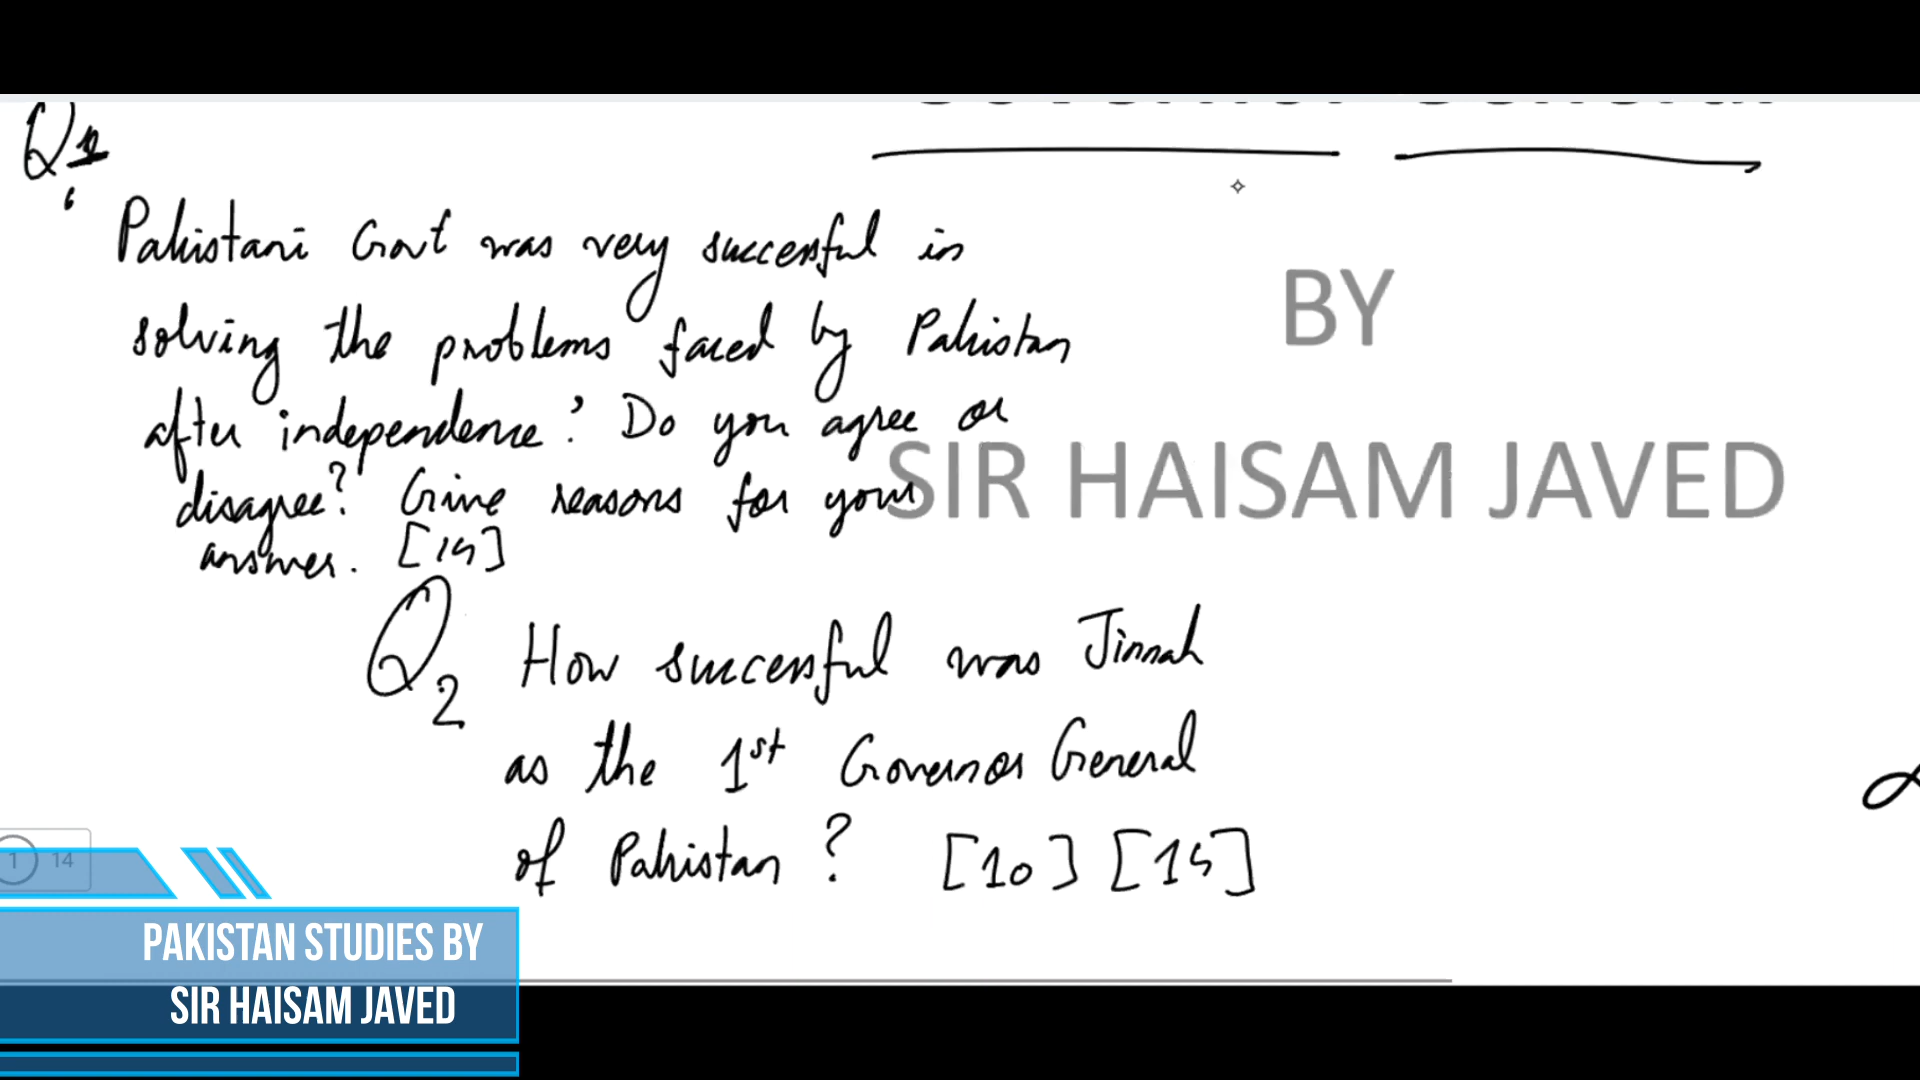 Q1
Pakistani Govt was very successful in
solving the problems faced by Pakistan
after independence? Do you agree or
disagree? Give reasons for your
answer. [14]
BY
SIR HAISAM JAVED
Q2 How successful was Jinnah
as the 1st Governor General
of Pakistan? [10] [14]
1 14
PAKISTAN STUDIES BY
SIR HAISAM JAVED